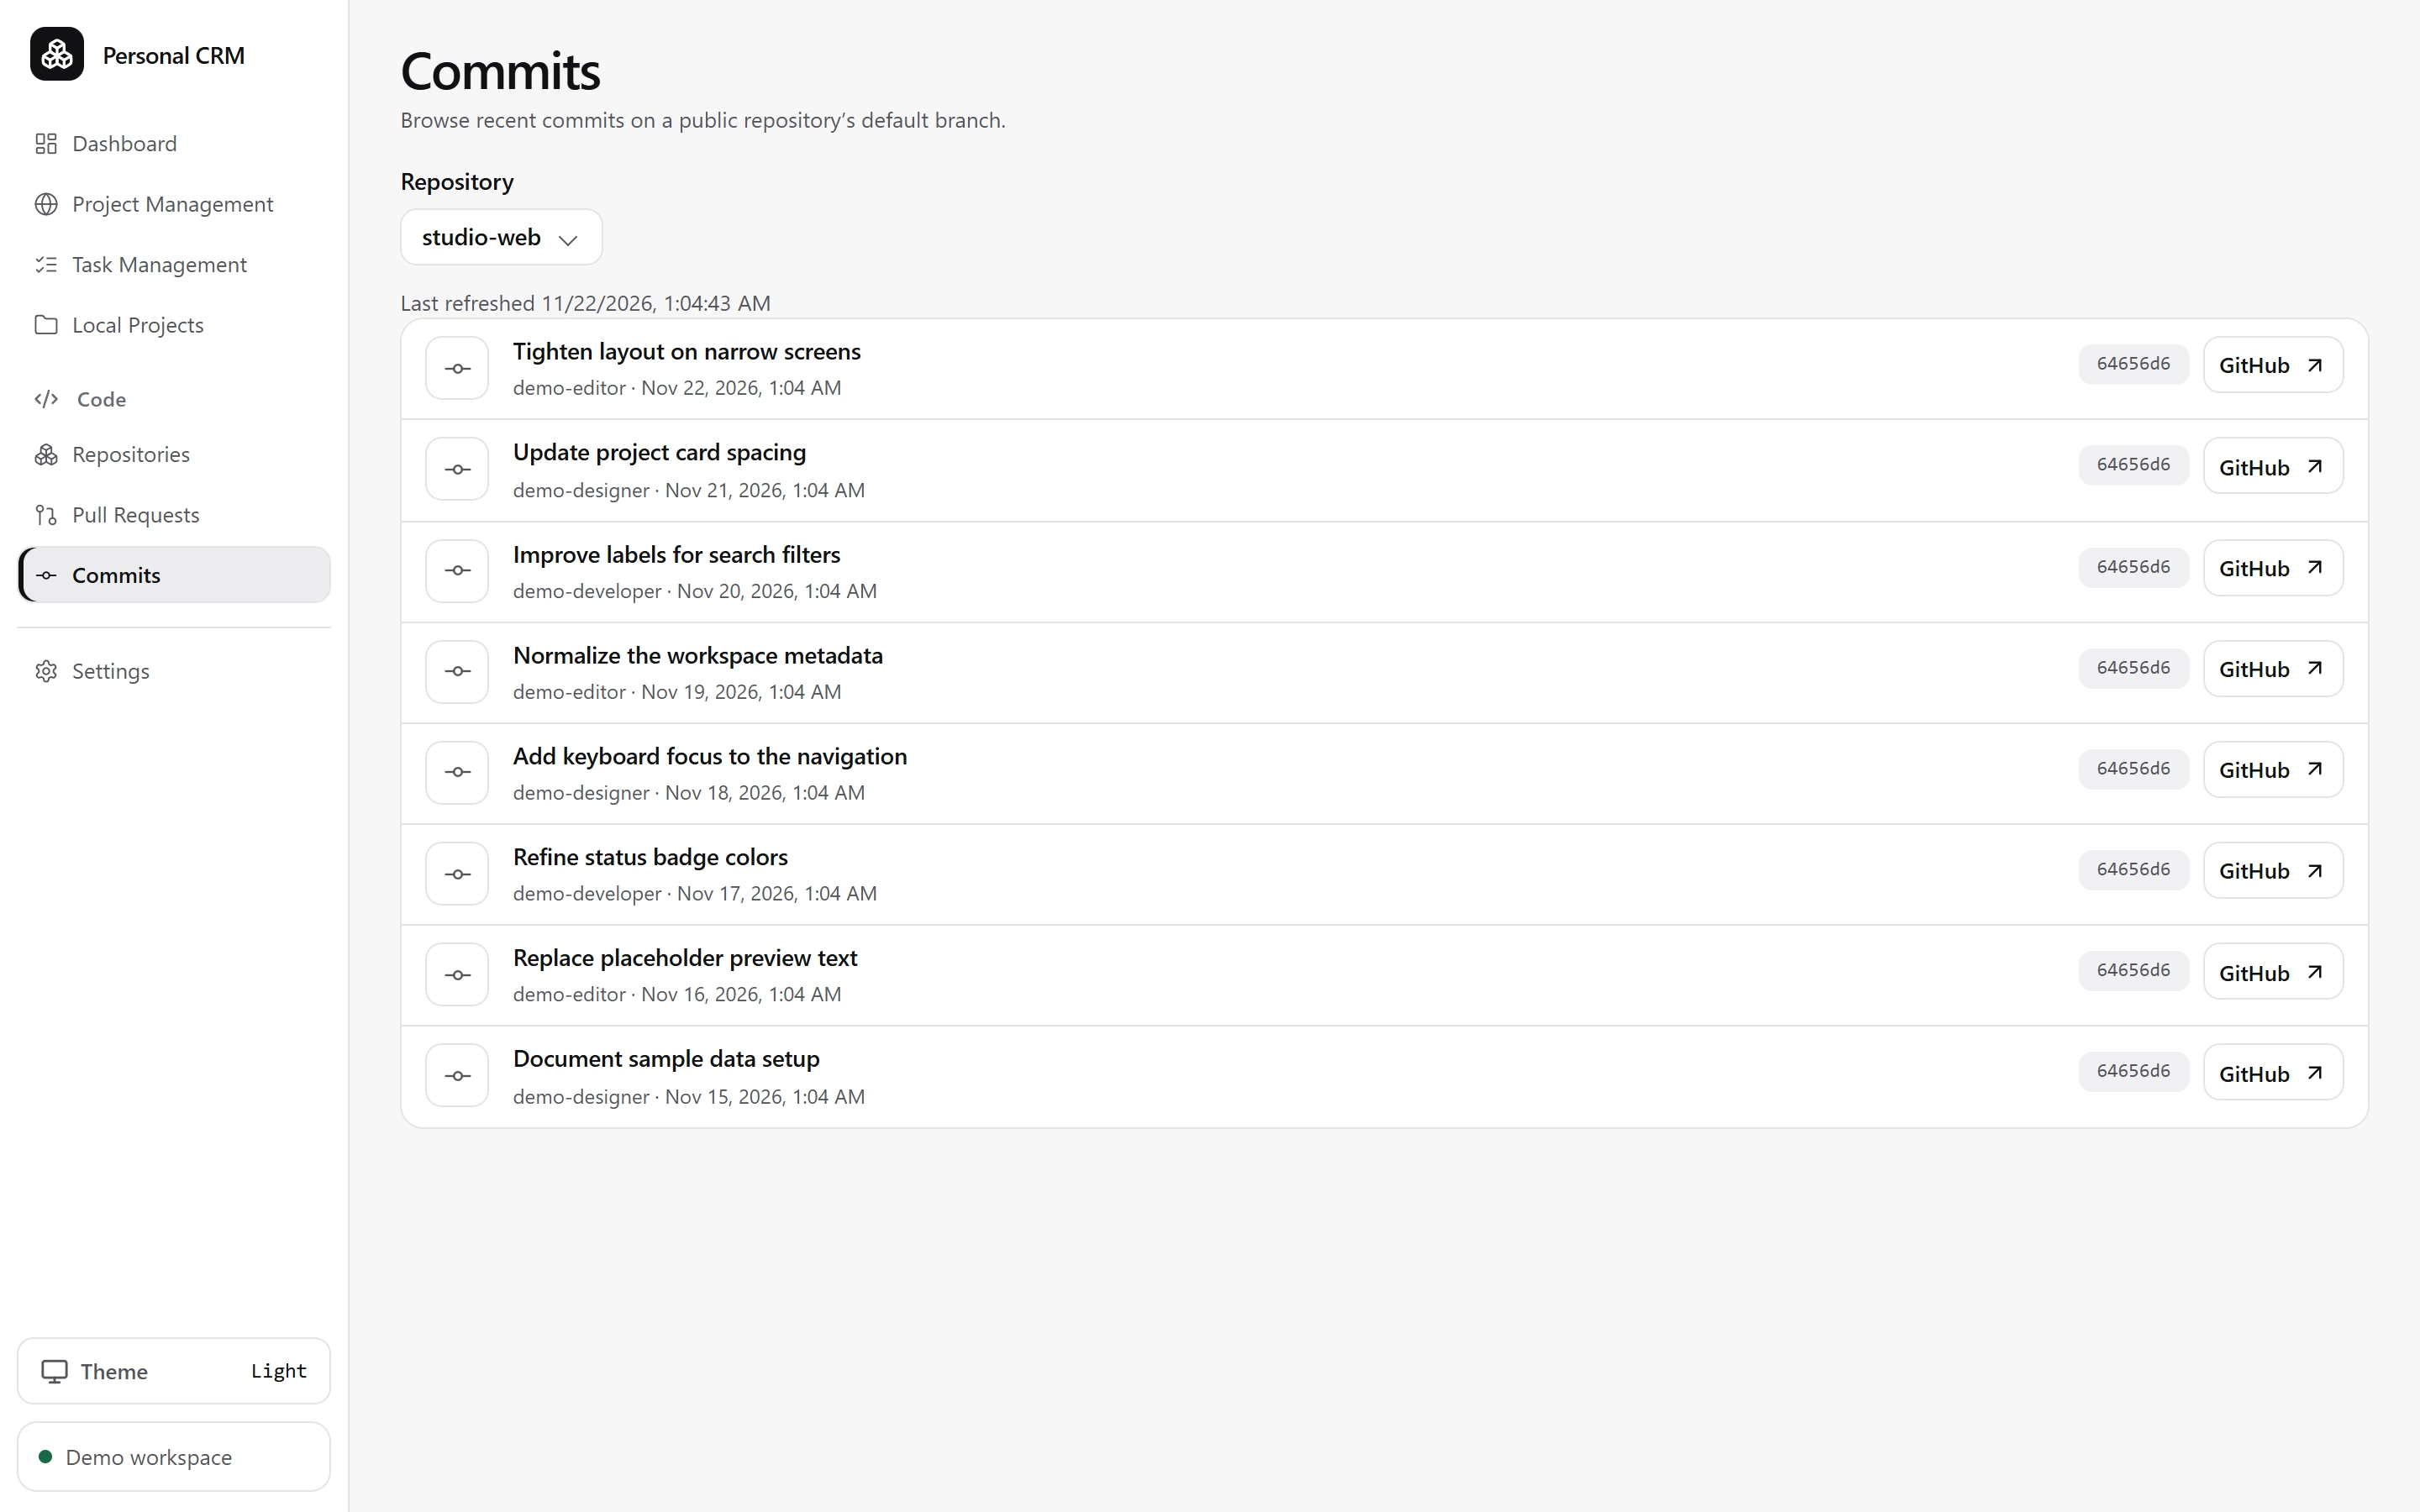 Personal CRM
Dashboard
Project Management
Task Management
Local Projects
Code
Repositories
Pull Requests
Commits
Settings
Theme Light
Demo workspace
Commits
Browse recent commits on a public repository’s default branch.
Repository
studio-web
Last refreshed 11/22/2026, 1:04:43 AM
Tighten layout on narrow screens
demo-editor · Nov 22, 2026, 1:04 AM
64656d6 GitHub
Update project card spacing
demo-designer · Nov 21, 2026, 1:04 AM
64656d6 GitHub
Improve labels for search filters
demo-developer · Nov 20, 2026, 1:04 AM
64656d6 GitHub
Normalize the workspace metadata
demo-editor · Nov 19, 2026, 1:04 AM
64656d6 GitHub
Add keyboard focus to the navigation
demo-designer · Nov 18, 2026, 1:04 AM
64656d6 GitHub
Refine status badge colors
demo-developer · Nov 17, 2026, 1:04 AM
64656d6 GitHub
Replace placeholder preview text
demo-editor · Nov 16, 2026, 1:04 AM
64656d6 GitHub
Document sample data setup
demo-designer · Nov 15, 2026, 1:04 AM
64656d6 GitHub